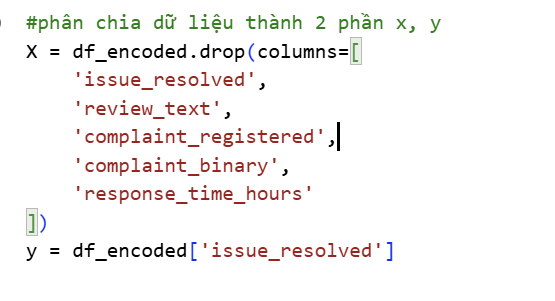 #phân chia dữ liệu thành 2 phần x, y
X = df_encoded.drop(columns=[
    'issue_resolved',
    'review_text',
    'complaint_registered',
    'complaint_binary',
    'response_time_hours'
])
y = df_encoded['issue_resolved']